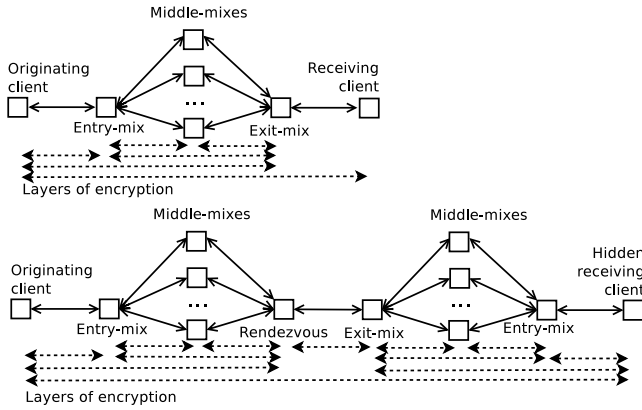 Middle-mixes
Originating
client
Receiving
client
...
Entry-mix
Exit-mix
Layers of encryption
Middle-mixes
Middle-mixes
Originating
client
Hidden
receiving
client
...
...
Entry-mix
Rendezvous
Exit-mix
Entry-mix
Layers of encryption